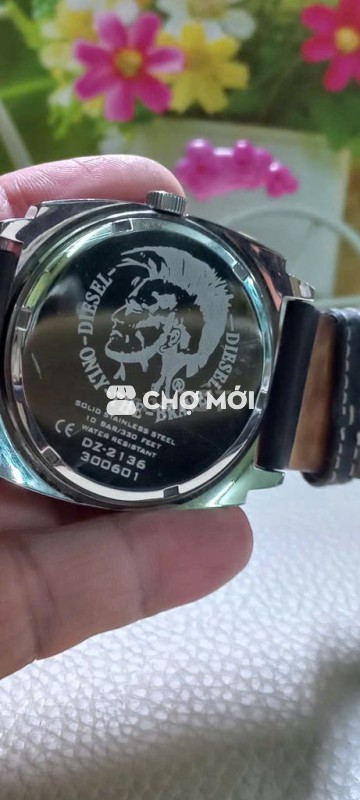 DIESEL
ONLY THE BRAVE
DIESEL
CHỢ MỚI
SOLID STAINLESS STEEL
10 BAR/330 FEET
WATER RESISTANT
CE DZ-2136
300601